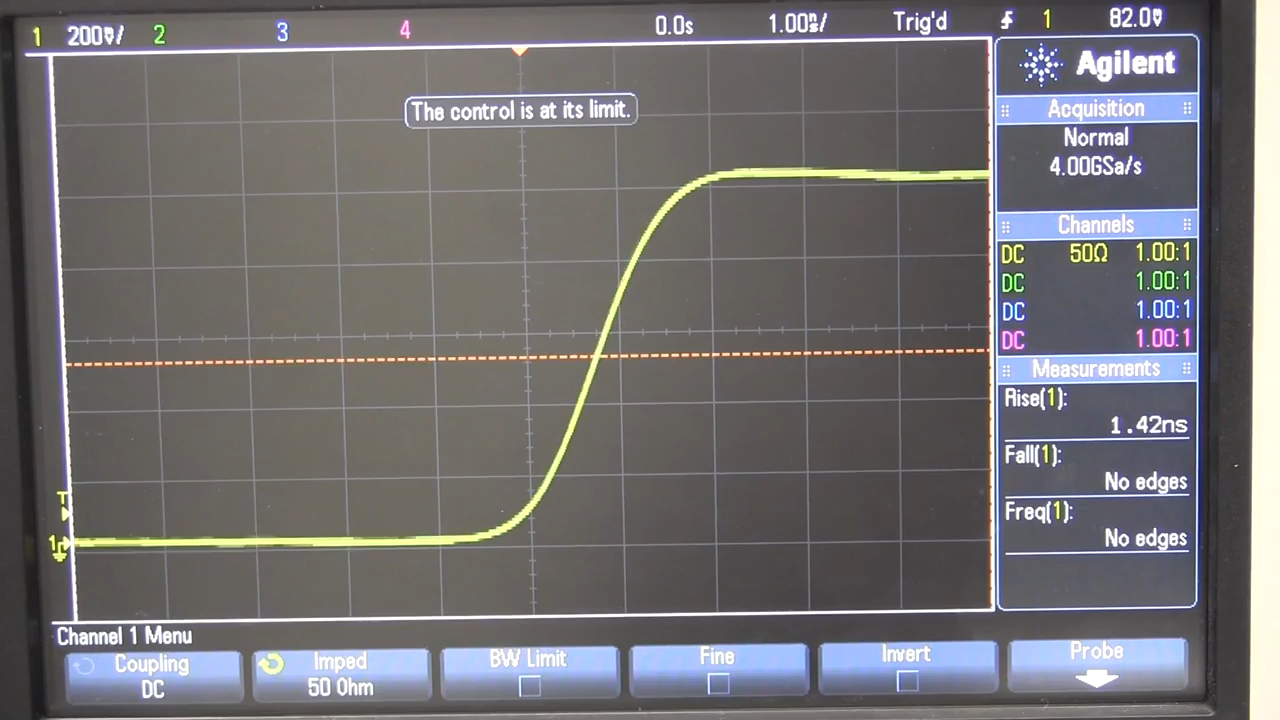 1 200V/ 2 3 4 0.0s 1.00ns/ Trig'd 1 82.0V
Agilent
The control is at its limit.
Acquisition
Normal
4.00GSa/s
Channels
DC 50Ω 1.00:1
DC 1.00:1
DC 1.00:1
DC 1.00:1
Measurements
Rise(1):
1.42ns
Fall(1):
No edges
Freq(1):
No edges
T
1
Channel 1 Menu
Coupling
DC
Imped
50 Ohm
BW Limit
Fine
Invert
Probe